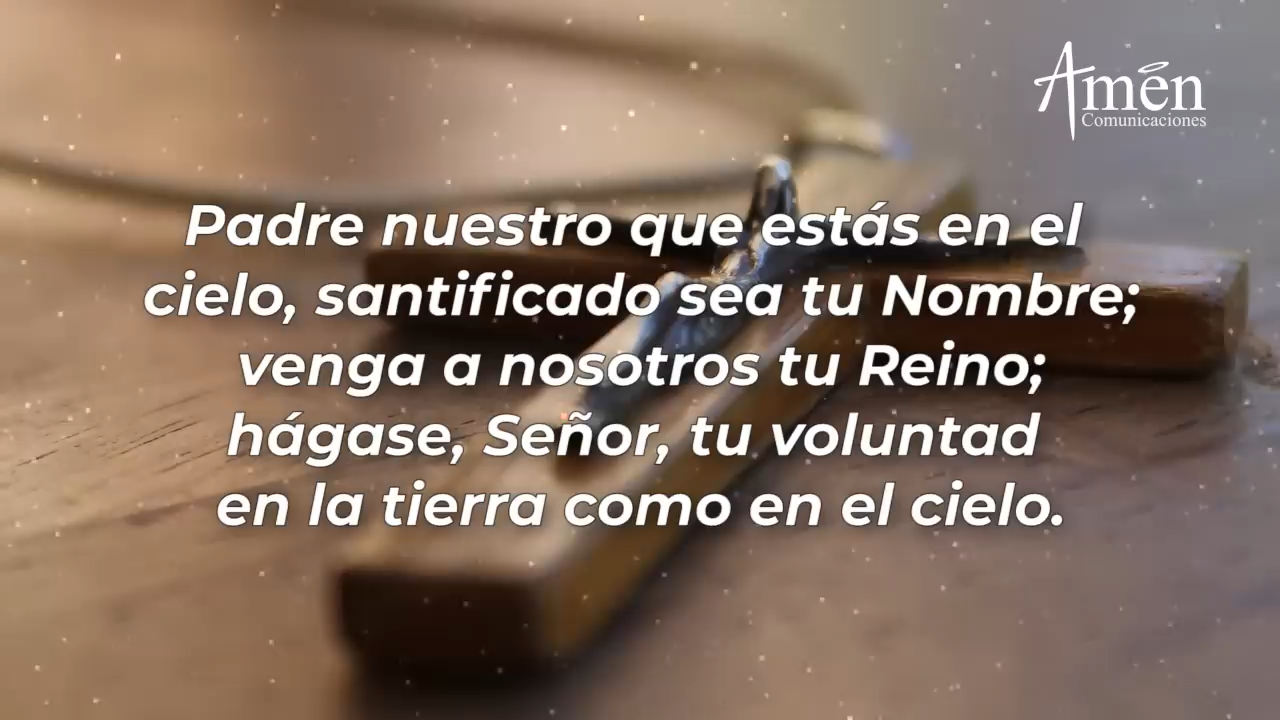 Amén
Comunicaciones
Padre nuestro que estás en el
cielo, santificado sea tu Nombre;
venga a nosotros tu Reino;
hágase, Señor, tu voluntad
en la tierra como en el cielo.